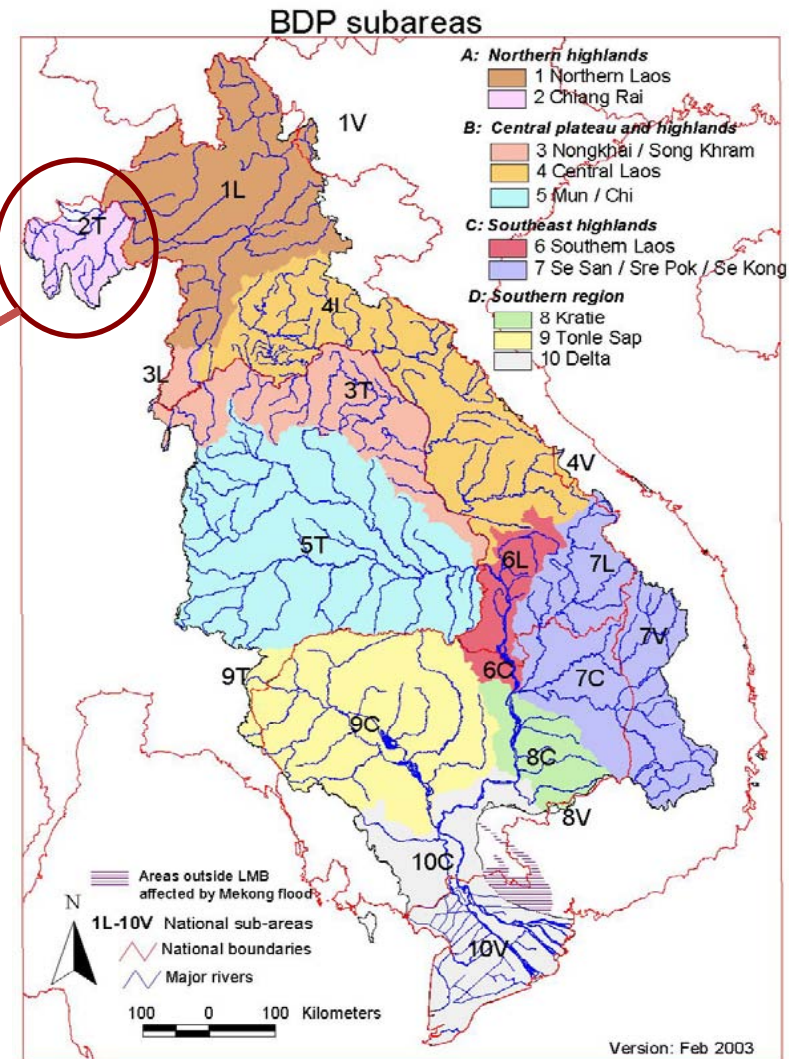 BDP subareas
A: Northern highlands
1 Northern Laos
2 Chiang Rai
B: Central plateau and highlands
3 Nongkhai / Song Khram
4 Central Laos
5 Mun / Chi
C: Southeast highlands
6 Southern Laos
7 Se San / Sre Pok / Se Kong
D: Southern region
8 Kratie
9 Tonle Sap
10 Delta
1V
1L
2T
4L
3L
3T
4V
5T
6L
7L
7V
6C
7C
9T
9C
8C
8V
10C
10V
Areas outside LMB
affected by Mekong flood
N
1L-10V National sub-areas
National boundaries
Major rivers
100 0 100 Kilometers
Version: Feb 2003